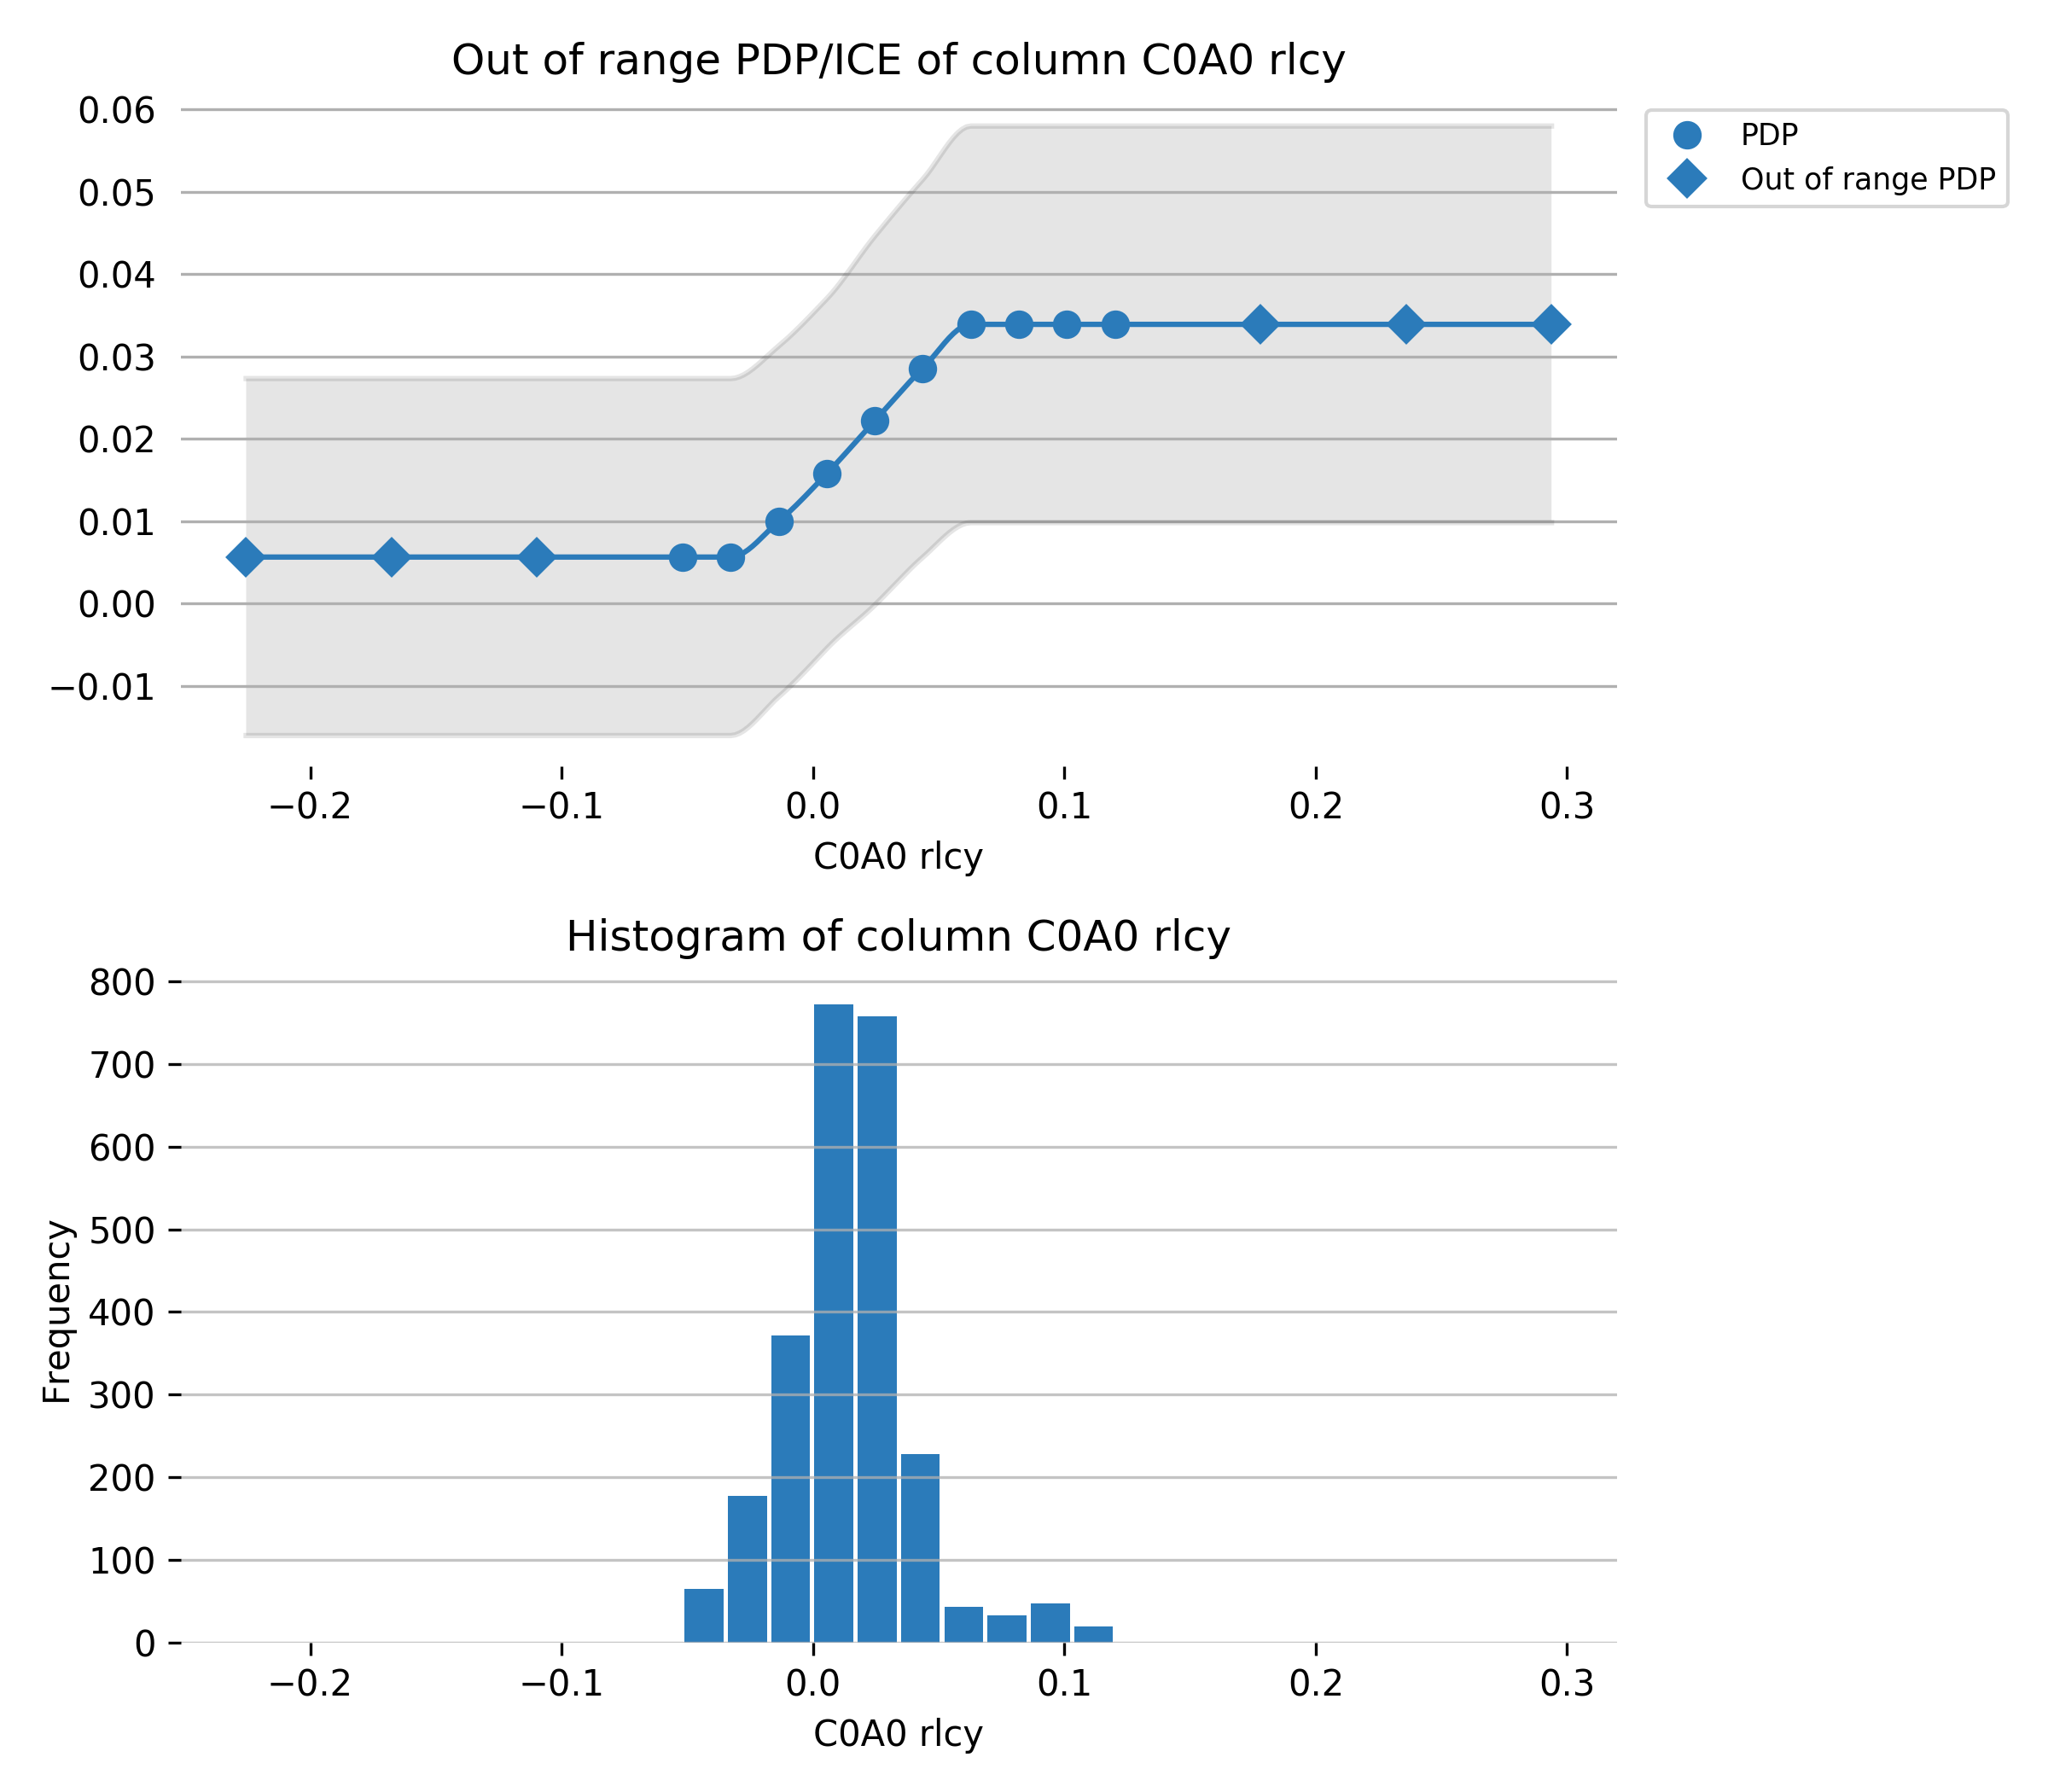 Out of range PDP/ICE of column C0A0 rlcy
0.06
0.05
0.04
0.03
0.02
0.01
0.00
−0.01
−0.2 −0.1 0.0 0.1 0.2 0.3
C0A0 rlcy
PDP
Out of range PDP
Histogram of column C0A0 rlcy
800
700
600
500
400
300
200
100
0
Frequency
−0.2 −0.1 0.0 0.1 0.2 0.3
C0A0 rlcy